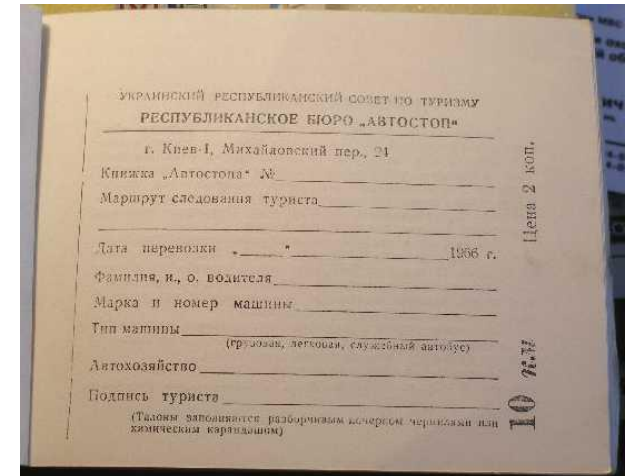 УКРАИНСКИЙ РЕСПУБЛИКАНСКИЙ СОВЕТ ПО ТУРИЗМУ
РЕСПУБЛИКАНСКОЕ БЮРО „АВТОСТОП“
г. Киев-1, Михайловский пер., 24
Книжка „Автостопа“ №
Маршрут следования туриста
Дата перевозки „ “ 1966 г.
Фамилия, и., о. водителя
Марка и номер машины
Тип машины
(грузовая, легковая, служебный автобус)
Автохозяйство
Подпись туриста
(Талоны заполняются разборчивым почерком чернилами или
химическим карандашом)
Цена 2 коп.
10 км